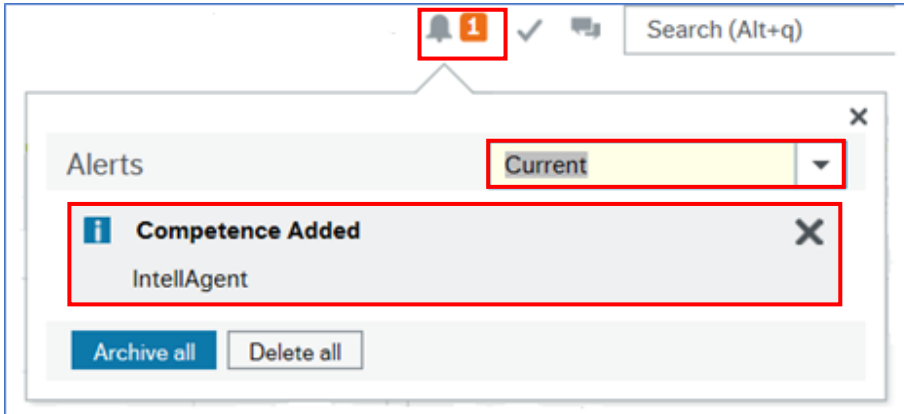 1
Search (Alt+q)
Alerts
Current
Competence Added
IntellAgent
Archive all
Delete all